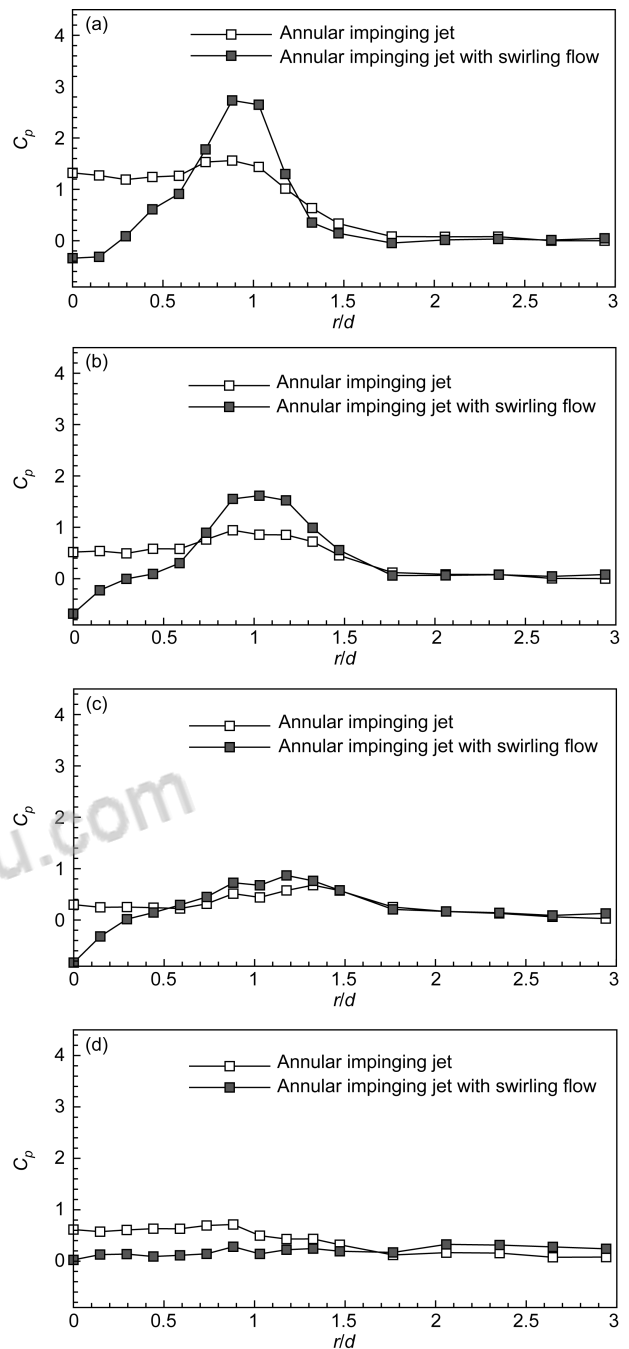 (a)
Annular impinging jet
Annular impinging jet with swirling flow
4
3
2
1
0
C_p
0 0.5 1 1.5 2 2.5 3
r/d
(b)
Annular impinging jet
Annular impinging jet with swirling flow
4
3
2
1
0
C_p
0 0.5 1 1.5 2 2.5 3
r/d
(c)
Annular impinging jet
Annular impinging jet with swirling flow
4
3
2
1
0
C_p
0 0.5 1 1.5 2 2.5 3
r/d
u.com
(d)
Annular impinging jet
Annular impinging jet with swirling flow
4
3
2
1
0
C_p
0 0.5 1 1.5 2 2.5 3
r/d